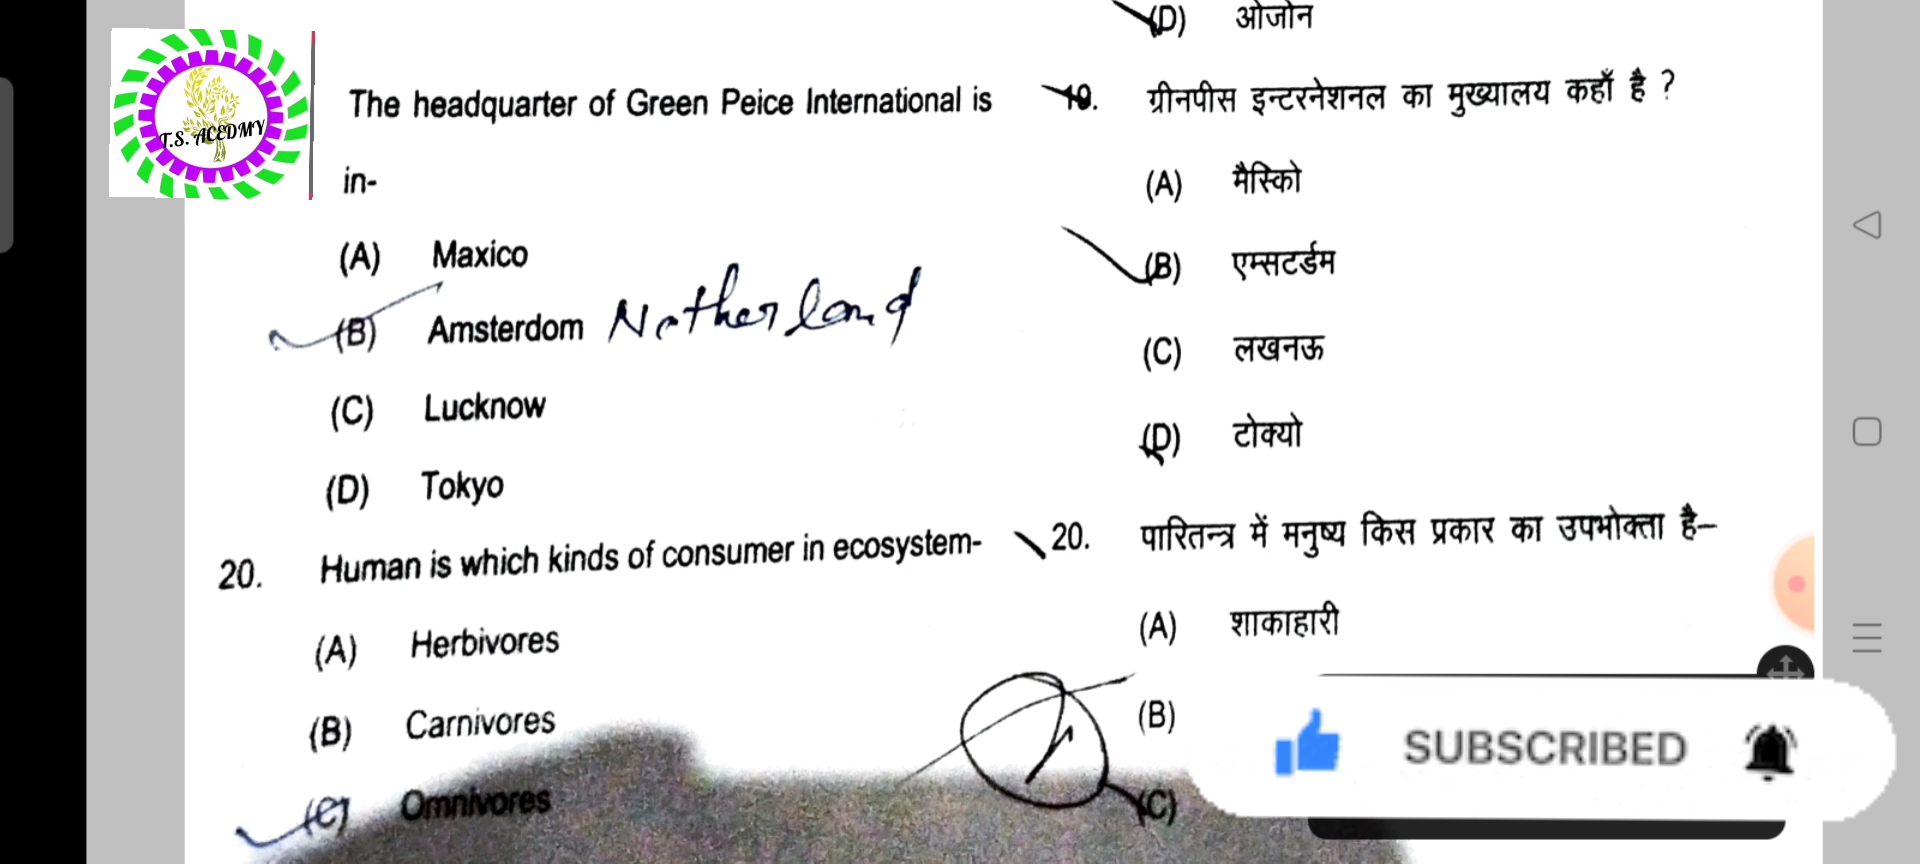 (D) ओजोन
T.S. ACEDMY
The headquarter of Green Peice International is
in-
(A) Maxico
(B) Amsterdom Netherland
(C) Lucknow
(D) Tokyo
20. Human is which kinds of consumer in ecosystem-
(A) Herbivores
(B) Carnivores
(C) Omnivores
19. ग्रीनपीस इन्टरनेशनल का मुख्यालय कहाँ है ?
(A) मैस्किो
(B) एम्सटर्डम
(C) लखनऊ
(D) टोक्यो
20. पारितन्त्र में मनुष्य किस प्रकार का उपभोक्ता है–
(A) शाकाहारी
(B)
(C)
SUBSCRIBED